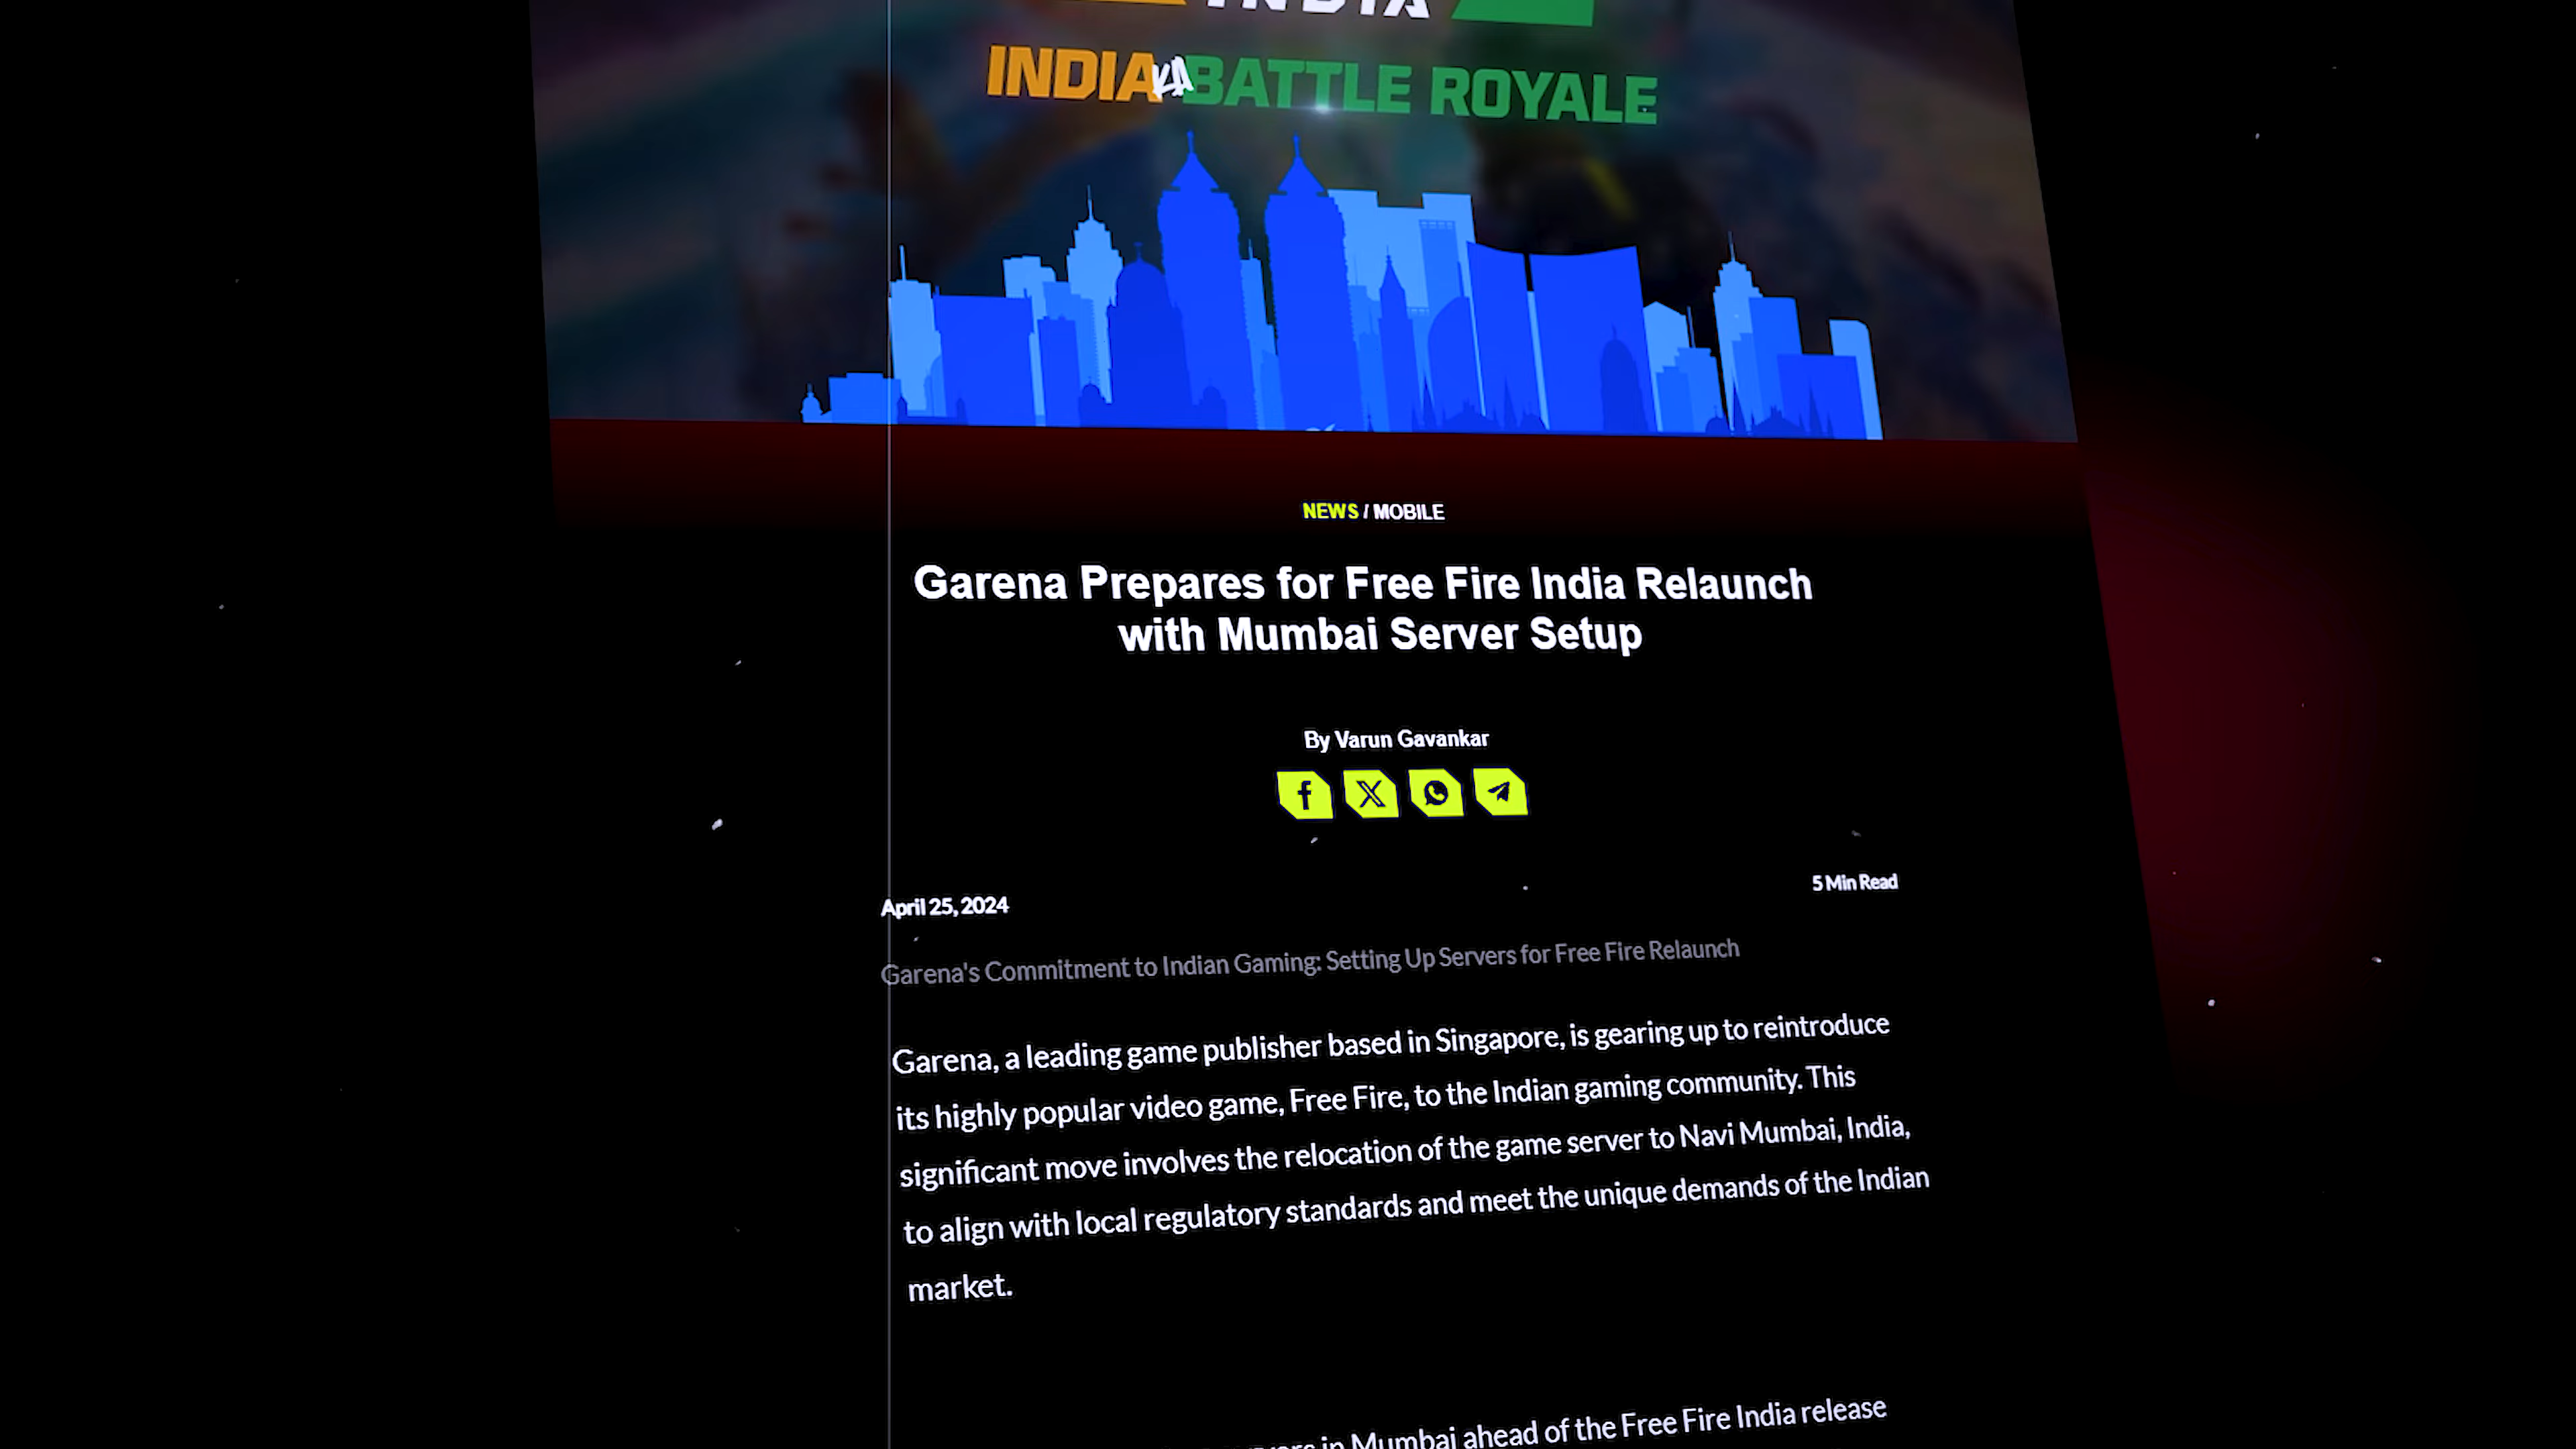 INDIA
INDIA KA BATTLE ROYALE
NEWS / MOBILE
Garena Prepares for Free Fire India Relaunch
with Mumbai Server Setup
By Varun Gavankar
April 25, 2024
5 Min Read
Garena's Commitment to Indian Gaming: Setting Up Servers for Free Fire Relaunch
Garena, a leading game publisher based in Singapore, is gearing up to reintroduce
its highly popular video game, Free Fire, to the Indian gaming community. This
significant move involves the relocation of the game server to Navi Mumbai, India,
to align with local regulatory standards and meet the unique demands of the Indian
market.
in Mumbai ahead of the Free Fire India release